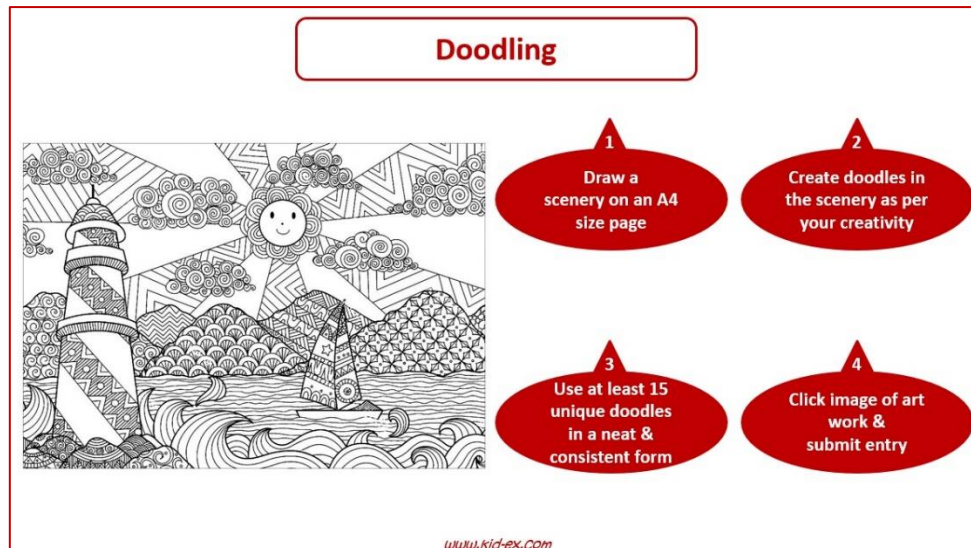 Doodling
1
Draw a
scenery on an A4
size page
2
Create doodles in
the scenery as per
your creativity
3
Use at least 15
unique doodles
in a neat &
consistent form
4
Click image of art
work &
submit entry
www.kid-ex.com